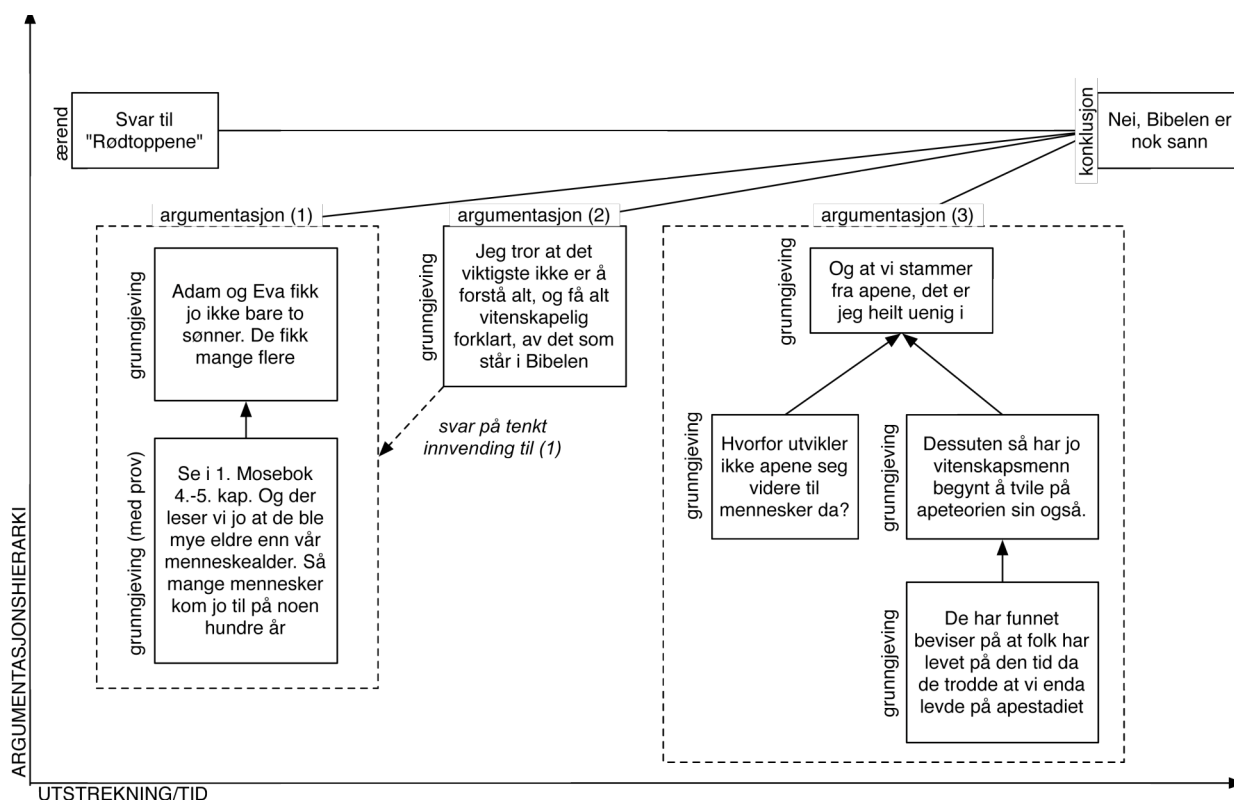 ærend
Svar til
"Rødtoppene"
konklusjon
Nei, Bibelen er
nok sann
argumentasjon (1)
grunngjeving
Adam og Eva fikk
jo ikke bare to
sønner. De fikk
mange flere
grunngjeving (med prov)
Se i 1. Mosebok
4.-5. kap. Og der
leser vi jo at de ble
mye eldre enn vår
menneskealder. Så
mange mennesker
kom jo til på noen
hundre år
argumentasjon (2)
grunngjeving
Jeg tror at det
viktigste ikke er å
forstå alt, og få alt
vitenskapelig
forklart, av det som
står i Bibelen
svar på tenkt
innvending til (1)
argumentasjon (3)
grunngjeving
Og at vi stammer
fra apene, det er
jeg heilt uenig i
grunngjeving
Hvorfor utvikler
ikke apene seg
videre til
mennesker da?
grunngjeving
Dessuten så har jo
vitenskapsmenn
begynt å tvile på
apeteorien sin også.
grunngjeving
De har funnet
beviser på at folk har
levet på den tid da
de trodde at vi enda
levde på apestadiet
ARGUMENTASJONSHIERARKI
UTSTREKNING/TID